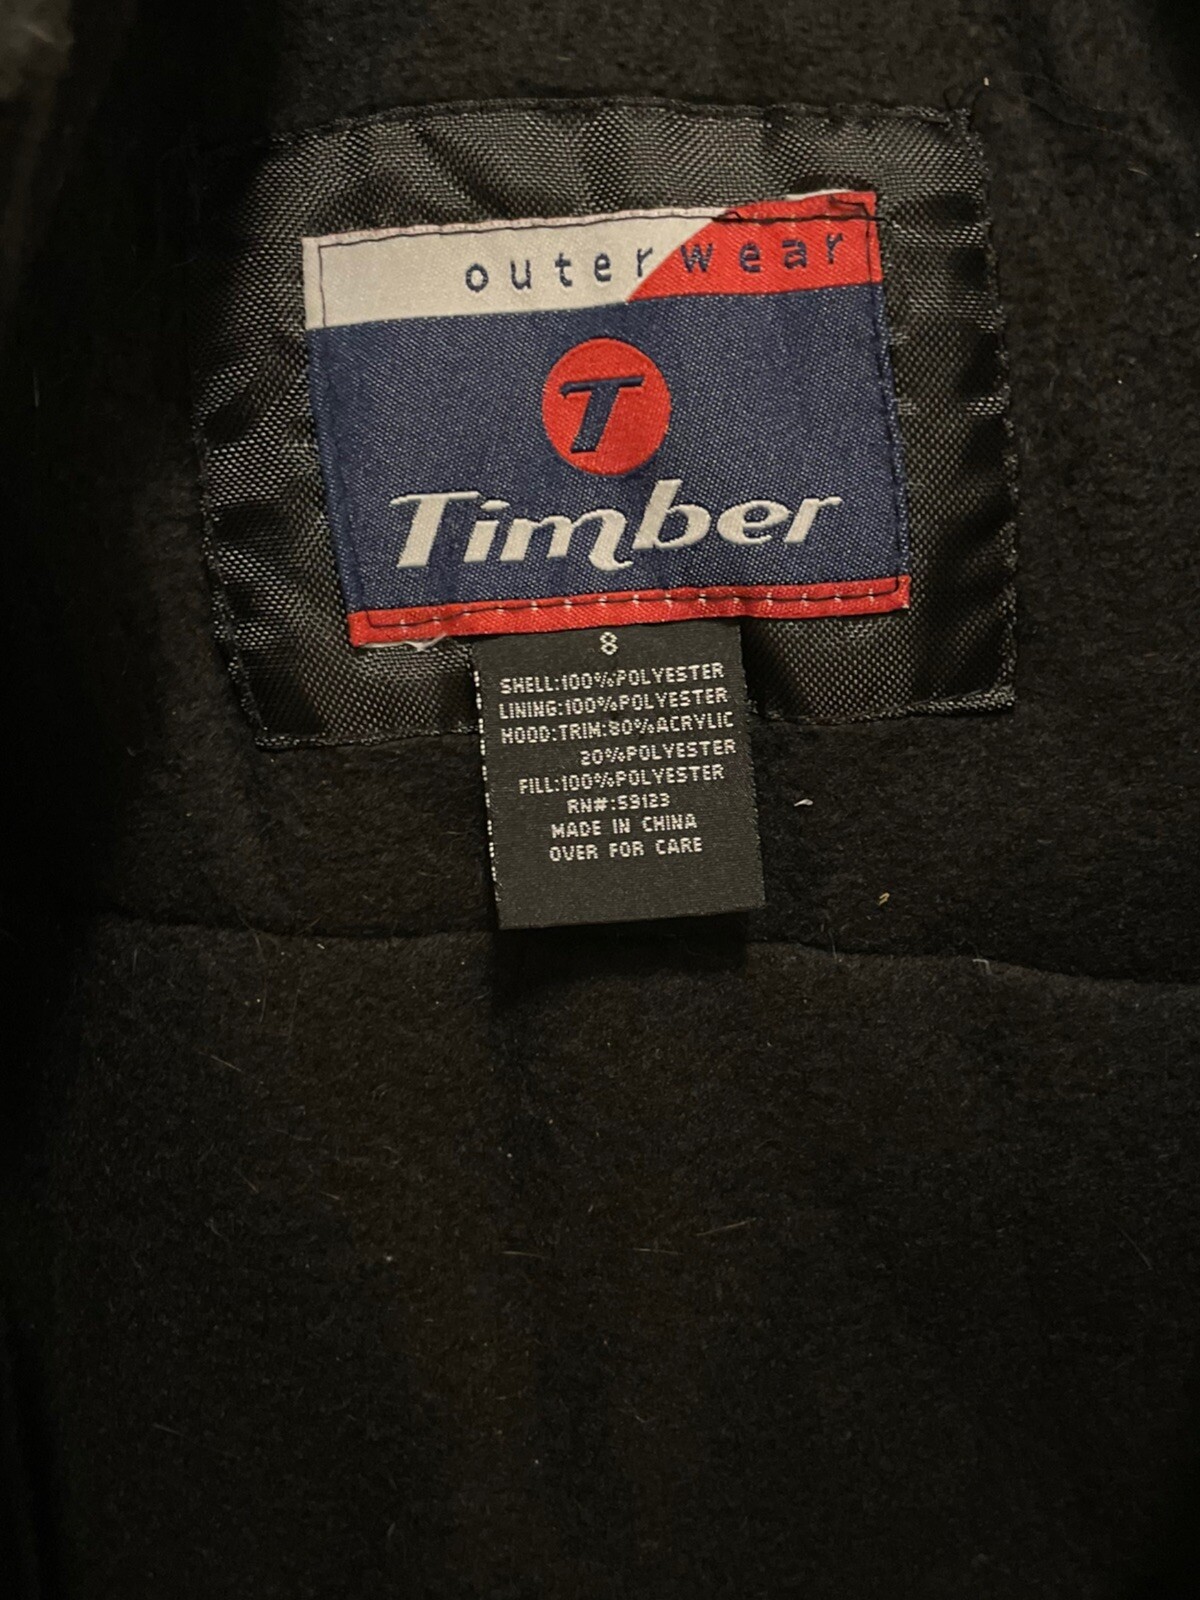 outerwear
T
Timber
8
SHELL:100%POLYESTER
LINING:100%POLYESTER
HOOD:TRIM:80%ACRYLIC
20%POLYESTER
FILL:100%POLYESTER
RN#:59123
MADE IN CHINA
OVER FOR CARE